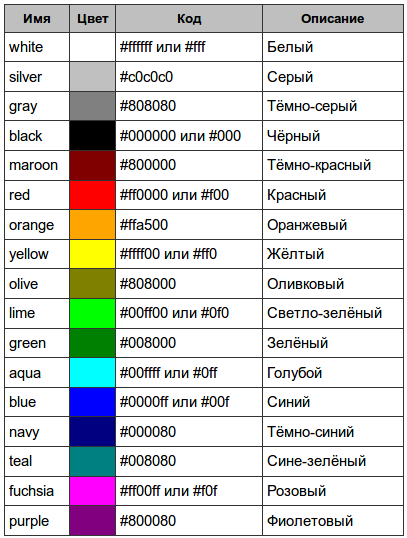 Имя Цвет Код Описание
white #ffffff или #fff Белый
silver #c0c0c0 Серый
gray #808080 Тёмно-серый
black #000000 или #000 Чёрный
maroon #800000 Тёмно-красный
red #ff0000 или #f00 Красный
orange #ffa500 Оранжевый
yellow #ffff00 или #ff0 Жёлтый
olive #808000 Оливковый
lime #00ff00 или #0f0 Светло-зелёный
green #008000 Зелёный
aqua #00ffff или #0ff Голубой
blue #0000ff или #00f Синий
navy #000080 Тёмно-синий
teal #008080 Сине-зелёный
fuchsia #ff00ff или #f0f Розовый
purple #800080 Фиолетовый